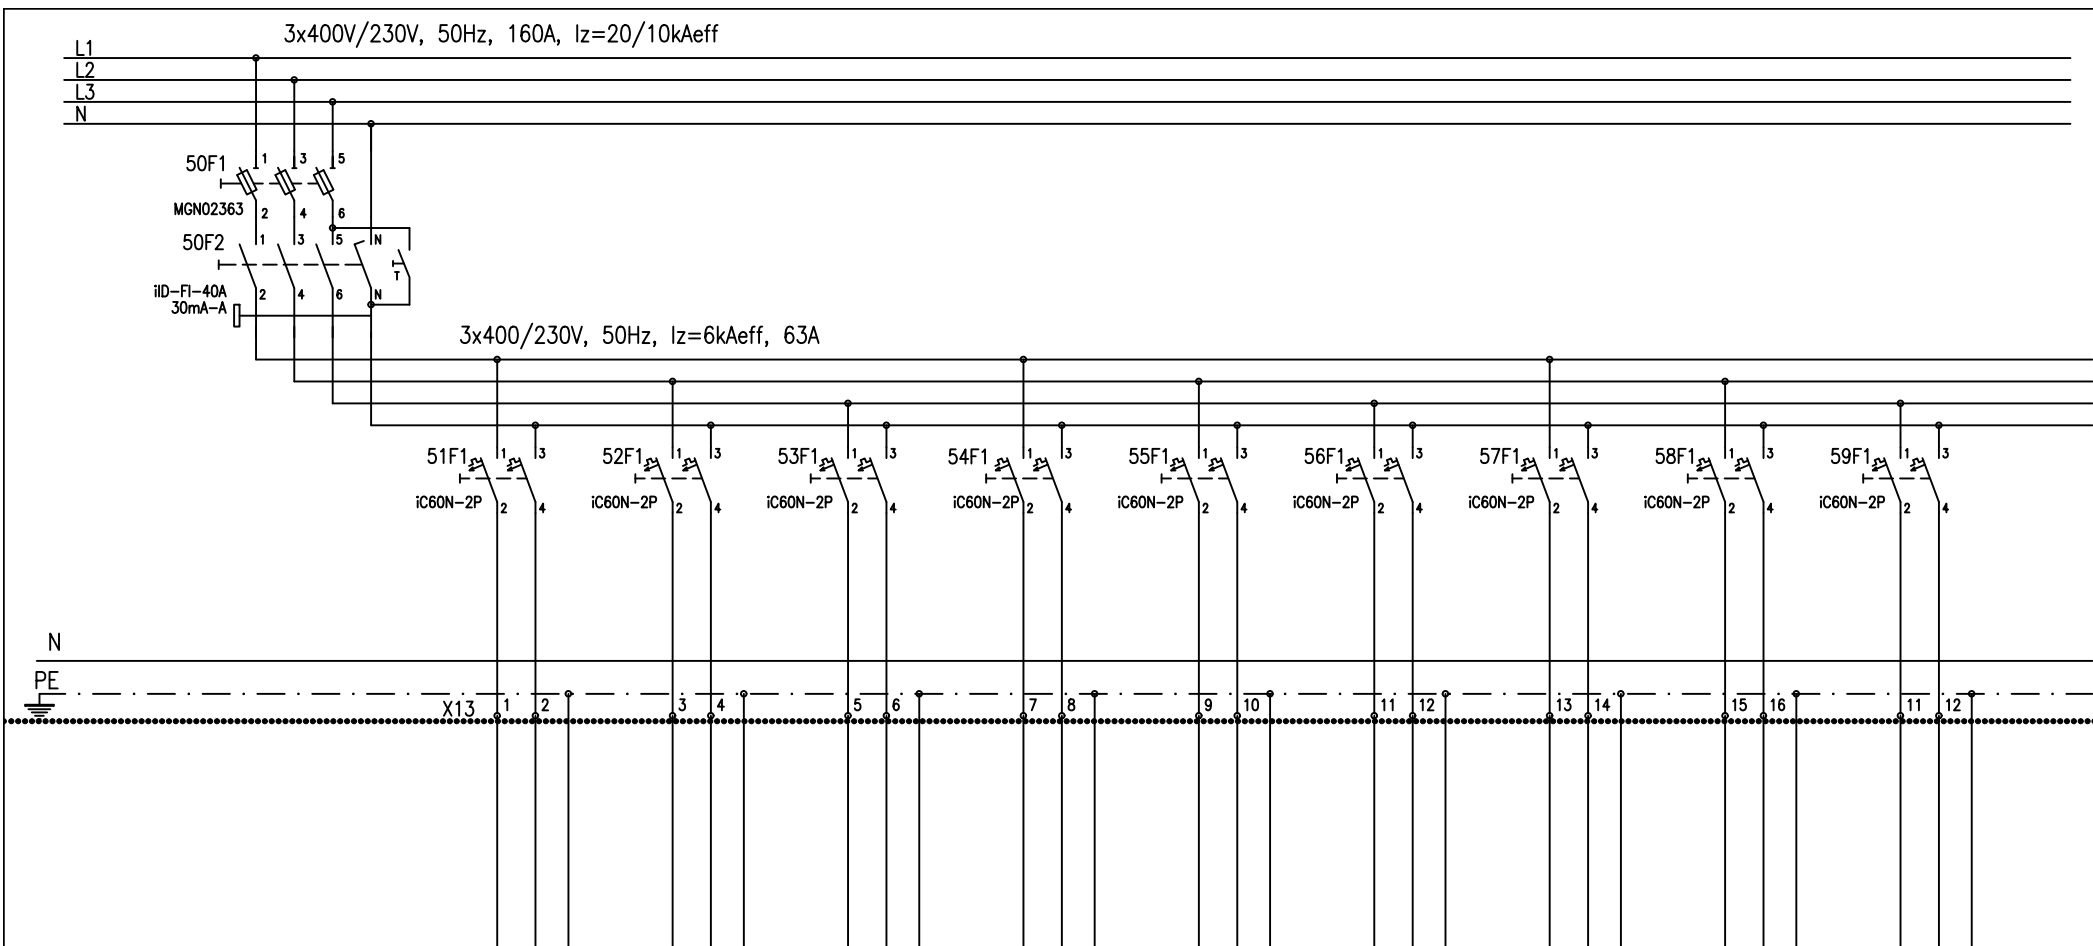 3x400V/230V, 50Hz, 160A, Iz=20/10kAeff
L1
L2
L3
N
50F1 1 3 5
MGN02363 2 4 6
50F2 1 3 5 N
T
iID-FI-40A 2 4 6 N
30mA-A
3x400/230V, 50Hz, Iz=6kAeff, 63A
51F1 1 3 52F1 1 3 53F1 1 3 54F1 1 3 55F1 1 3 56F1 1 3 57F1 1 3 58F1 1 3 59F1 1 3
iC60N-2P 2 4 iC60N-2P 2 4 iC60N-2P 2 4 iC60N-2P 2 4 iC60N-2P 2 4 iC60N-2P 2 4 iC60N-2P 2 4 iC60N-2P 2 4 iC60N-2P 2 4
N
PE
X13 1 2 3 4 5 6 7 8 9 10 11 12 13 14 15 16 11 12